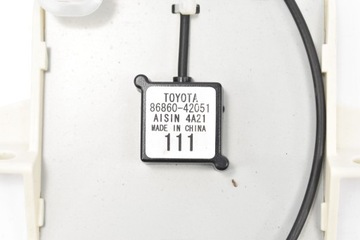 TOYOTA
86860-42051
AISIN 4A21
MADE IN CHINA
111